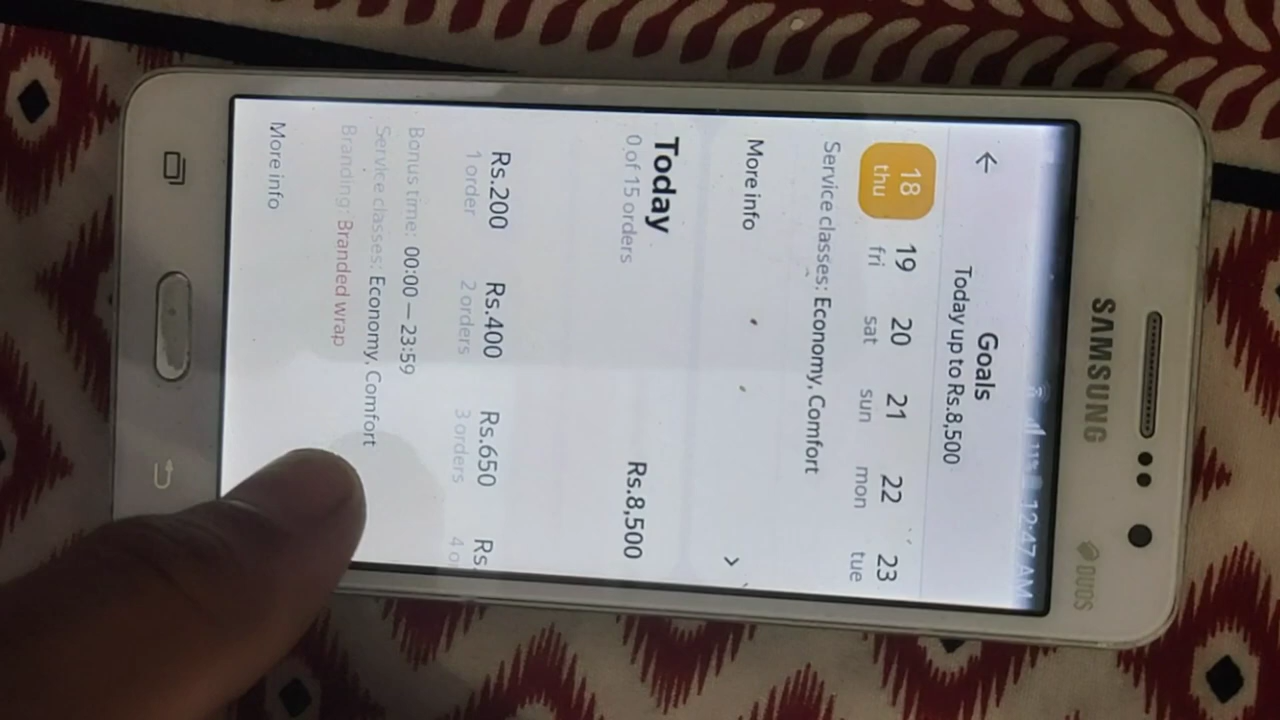 SAMSUNG
DUOS
12:47 AM
Goals
Today up to Rs.8,500
18 19 20 21 22 23
thu fri sat sun mon tue
Service classes: Economy, Comfort
More info
Today
0 of 15 orders
Rs.8,500
Rs.200 Rs.400 Rs.650 Rs.
1 order 2 orders 3 orders 4 o
Bonus time: 00:00 – 23:59
Service classes: Economy, Comfort
Branding: Branded wrap
More info